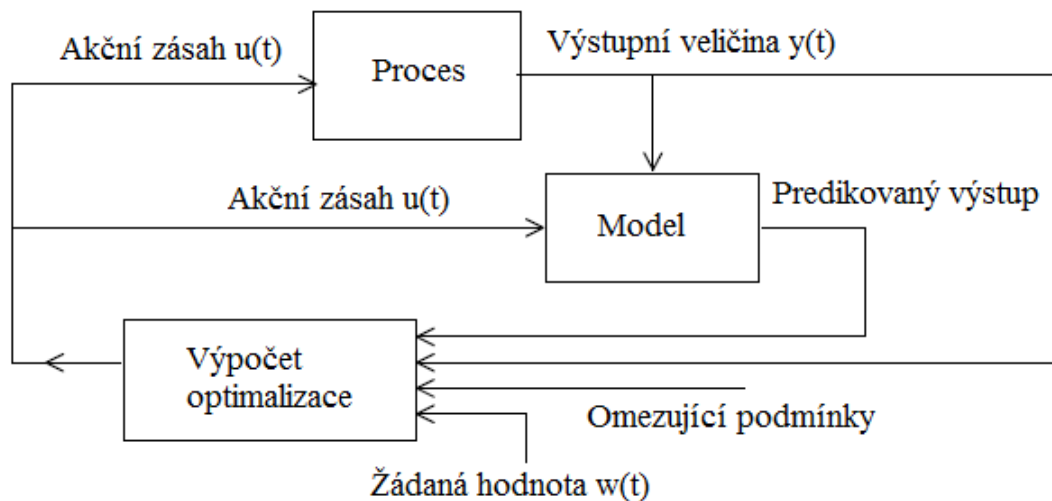 Akční zásah u(t)
Proces
Výstupní veličina y(t)
Akční zásah u(t)
Model
Predikovaný výstup
Výpočet
optimalizace
Omezující podmínky
Žádaná hodnota w(t)